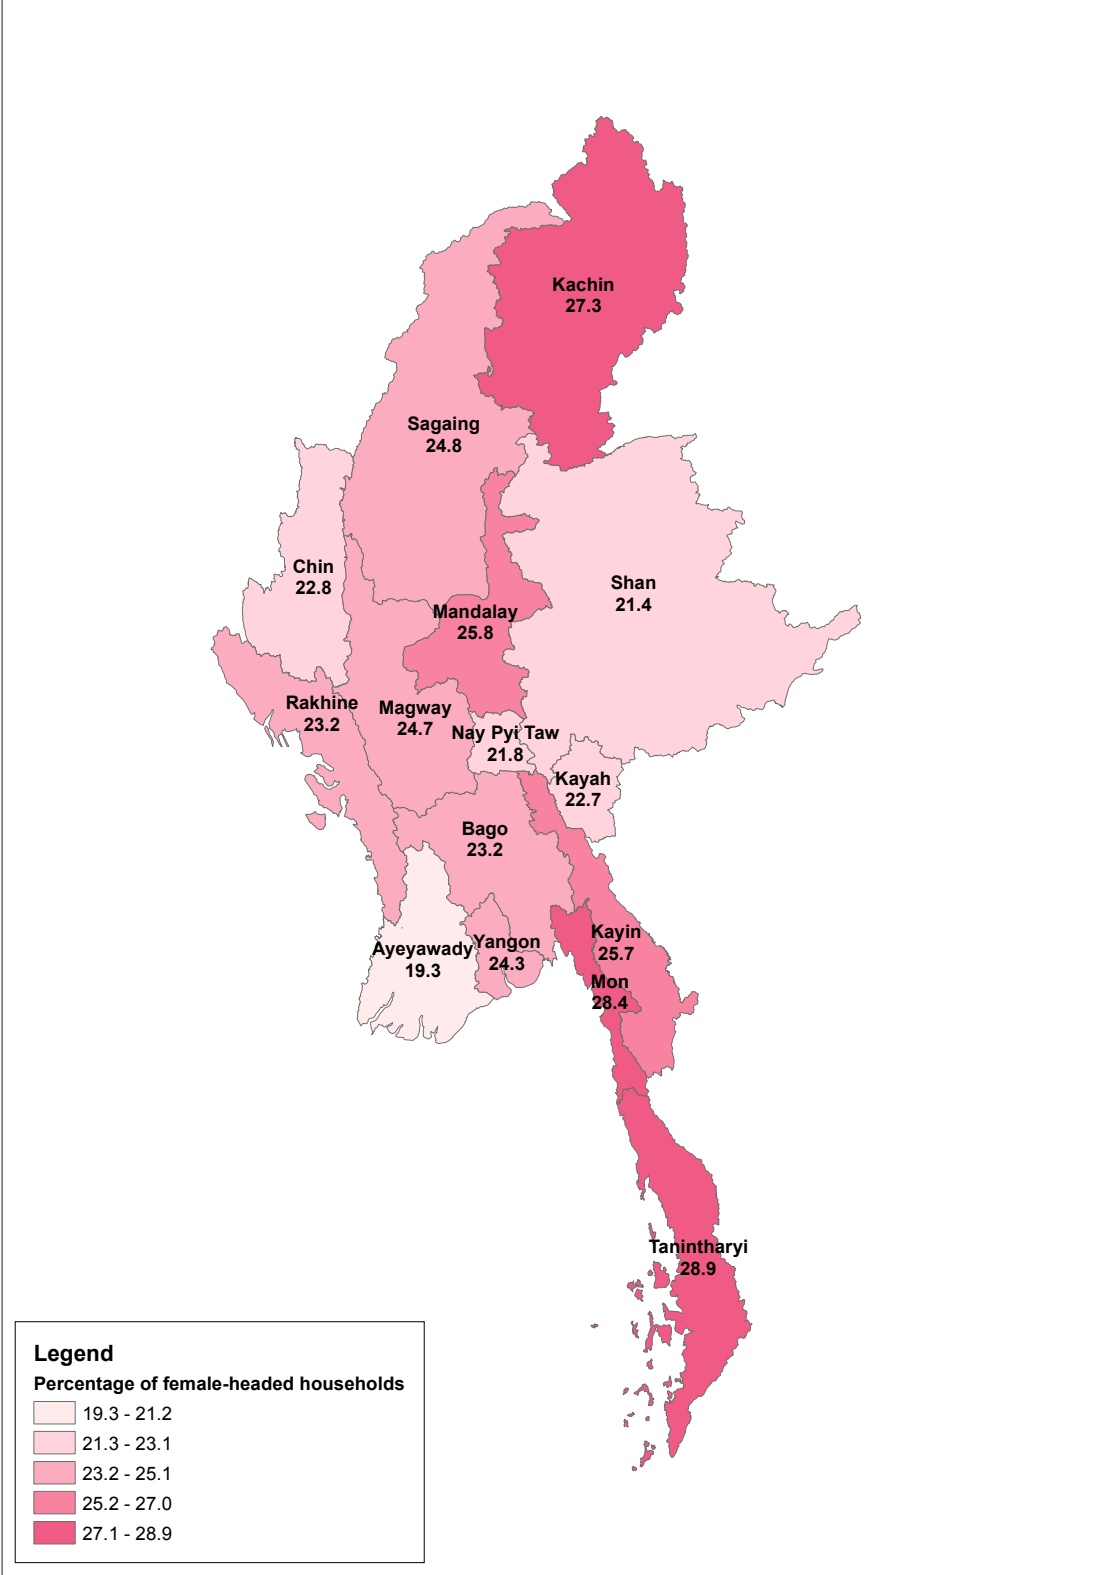 Kachin
27.3
Sagaing
24.8
Chin
22.8
Shan
21.4
Mandalay
25.8
Rakhine
23.2
Magway
24.7
Nay Pyi Taw
21.8
Kayah
22.7
Bago
23.2
Ayeyawady
19.3
Yangon
24.3
Kayin
25.7
Mon
28.4
Tanintharyi
28.9
Legend
Percentage of female-headed households
19.3 - 21.2
21.3 - 23.1
23.2 - 25.1
25.2 - 27.0
27.1 - 28.9